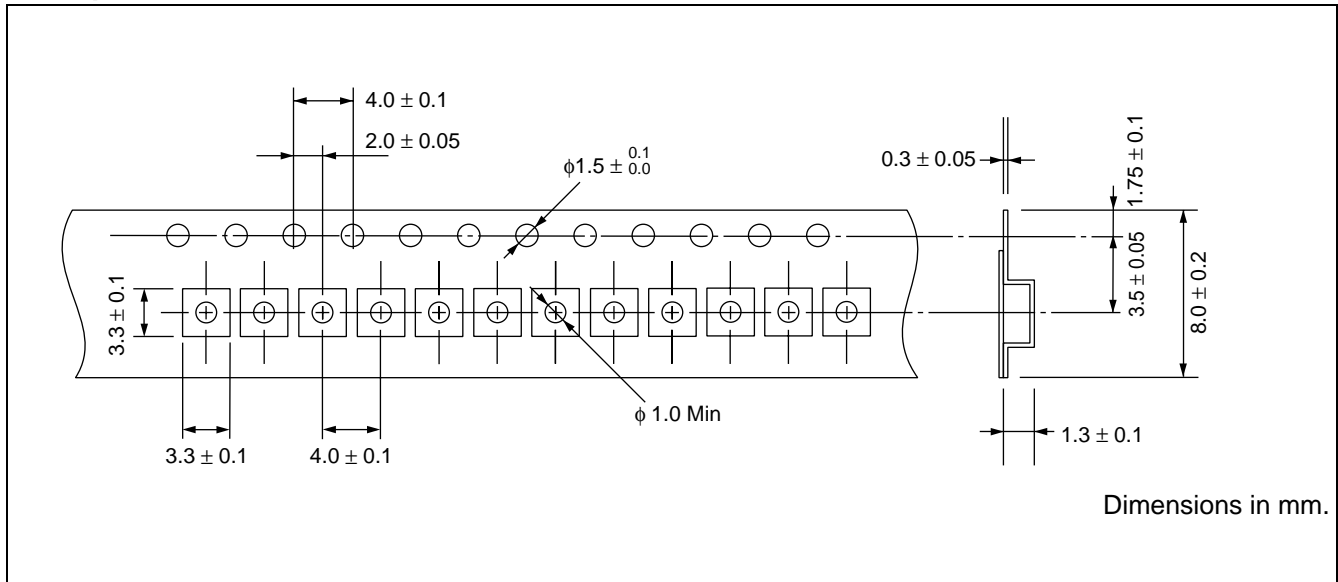 4.0 ± 0.1
2.0 ± 0.05
ϕ1.5 ± 0.1 0.0
0.3 ± 0.05
1.75 ± 0.1
3.5 ± 0.05
8.0 ± 0.2
3.3 ± 0.1
ϕ 1.0 Min
3.3 ± 0.1
4.0 ± 0.1
1.3 ± 0.1
Dimensions in mm.